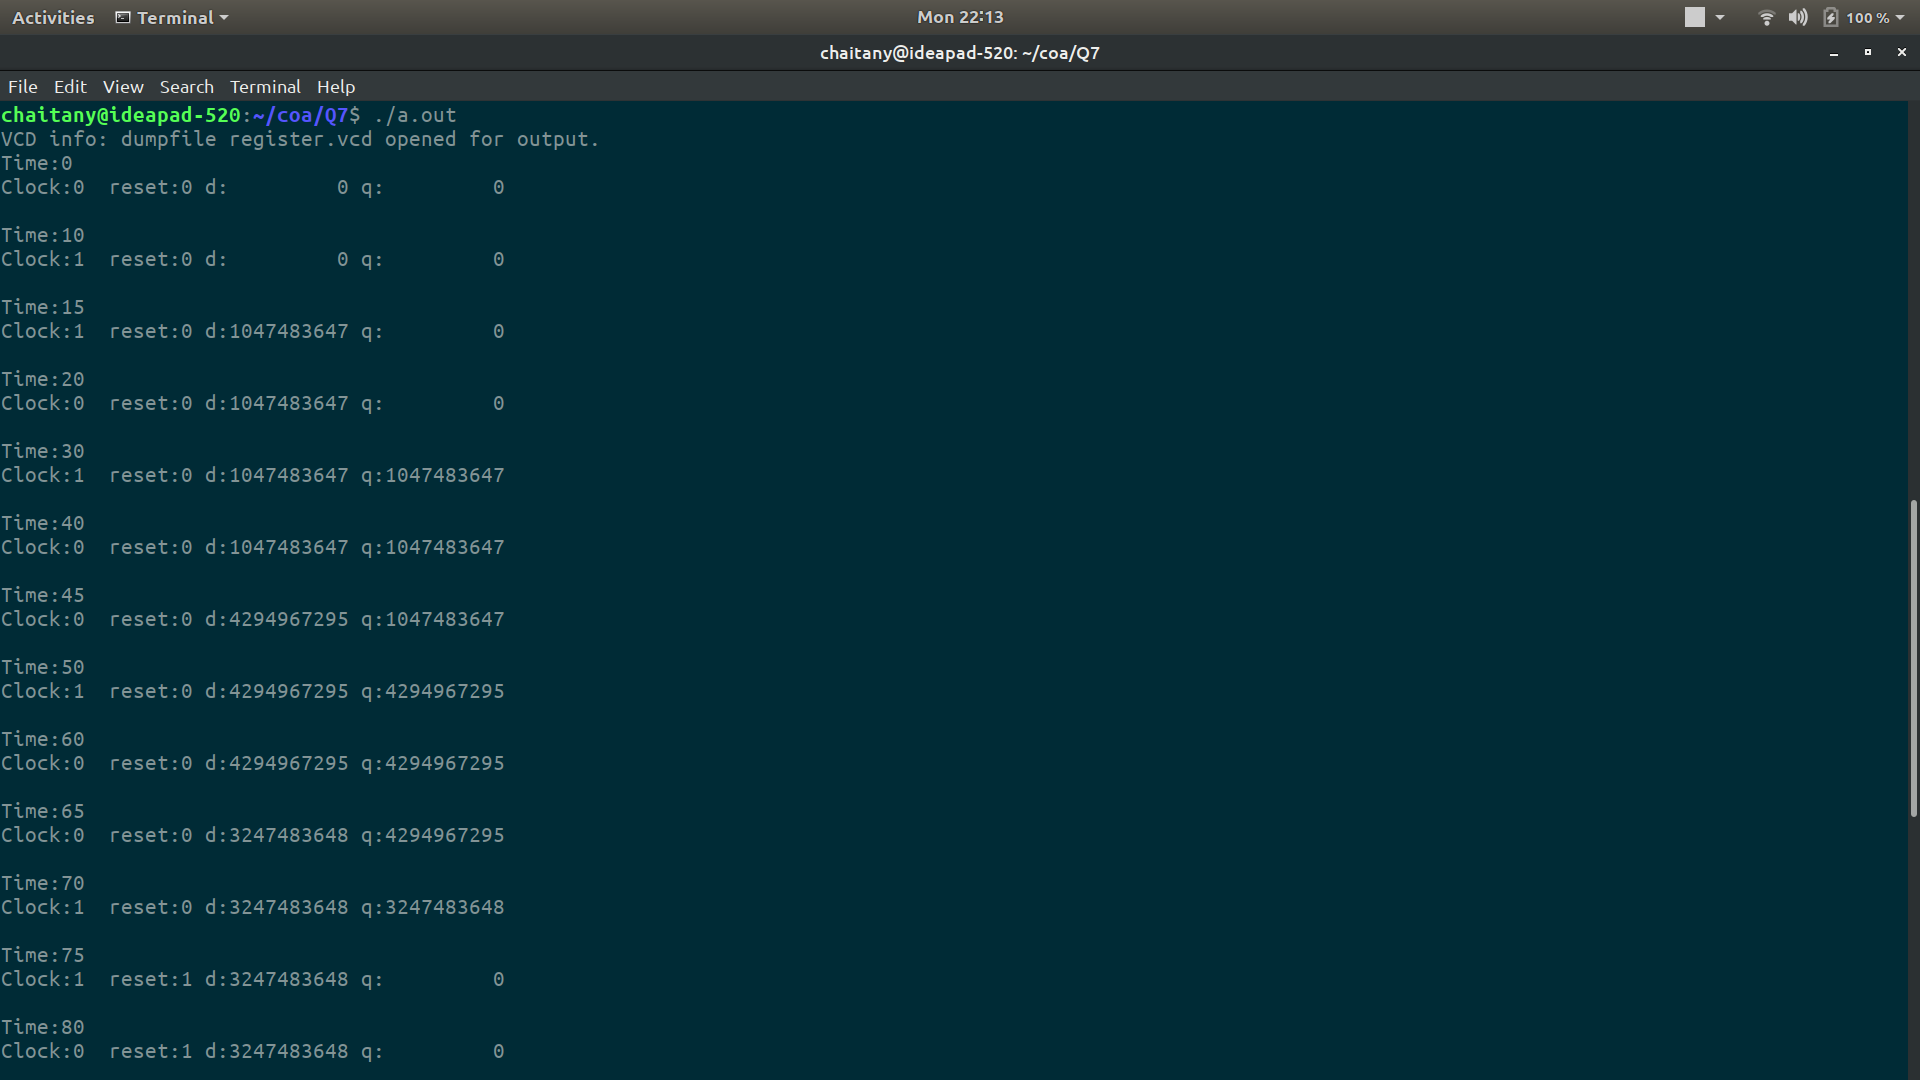 Activities Terminal Mon 22:13 100 %
chaitany@ideapad-520: ~/coa/Q7
File Edit View Search Terminal Help
chaitany@ideapad-520:~/coa/Q7$ ./a.out
VCD info: dumpfile register.vcd opened for output.
Time:0
Clock:0  reset:0 d:         0 q:         0
Time:10
Clock:1  reset:0 d:         0 q:         0
Time:15
Clock:1  reset:0 d:1047483647 q:         0
Time:20
Clock:0  reset:0 d:1047483647 q:         0
Time:30
Clock:1  reset:0 d:1047483647 q:1047483647
Time:40
Clock:0  reset:0 d:1047483647 q:1047483647
Time:45
Clock:0  reset:0 d:4294967295 q:1047483647
Time:50
Clock:1  reset:0 d:4294967295 q:4294967295
Time:60
Clock:0  reset:0 d:4294967295 q:4294967295
Time:65
Clock:0  reset:0 d:3247483648 q:4294967295
Time:70
Clock:1  reset:0 d:3247483648 q:3247483648
Time:75
Clock:1  reset:1 d:3247483648 q:         0
Time:80
Clock:0  reset:1 d:3247483648 q:         0